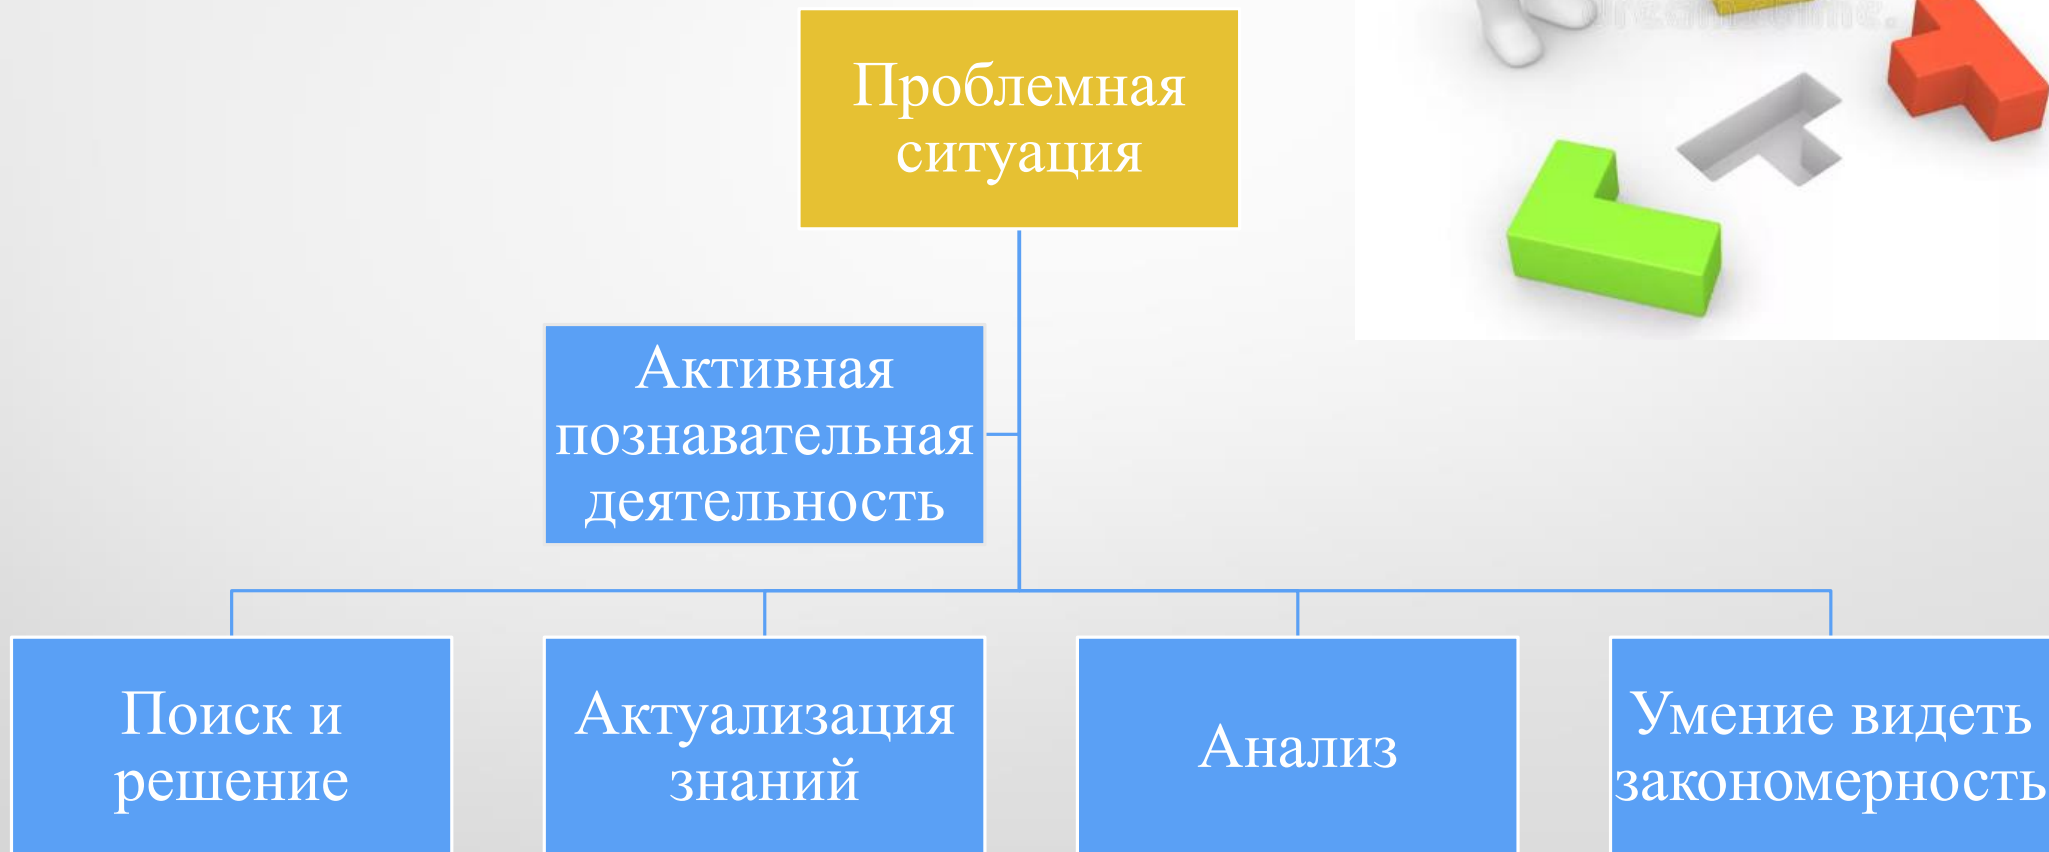 Проблемная
ситуация
Активная
познавательная
деятельность
Поиск и
решение
Актуализация
знаний
Анализ
Умение видеть
закономерность